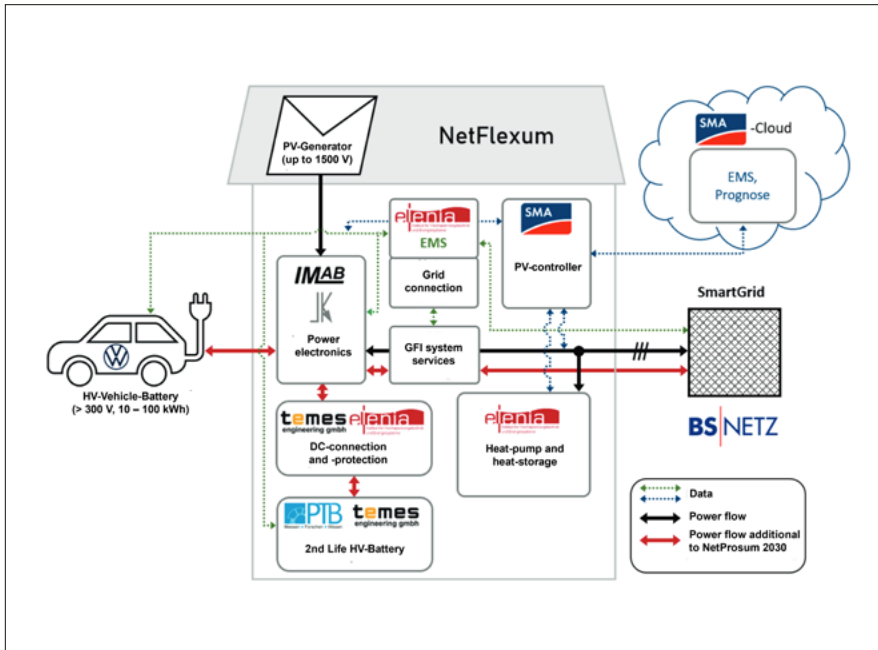 NetFlexum
PV-Generator
(up to 1500 V)
SMA
-Cloud
EMS,
Prognose
elenia
EMS
Grid
connection
SMA
PV-controller
IMAB
Power
electronics
GFI system
services
SmartGrid
BS|NETZ
HV-Vehicle-Battery
(> 300 V, 10 – 100 kWh)
temes
engineering gmbh
elenia
DC-connection
and -protection
elenia
Heat-pump and
heat-storage
PTB
Messen • Forschen • Wissen
temes
engineering gmbh
2nd Life HV-Battery
Data
Power flow
Power flow additional
to NetProsum 2030